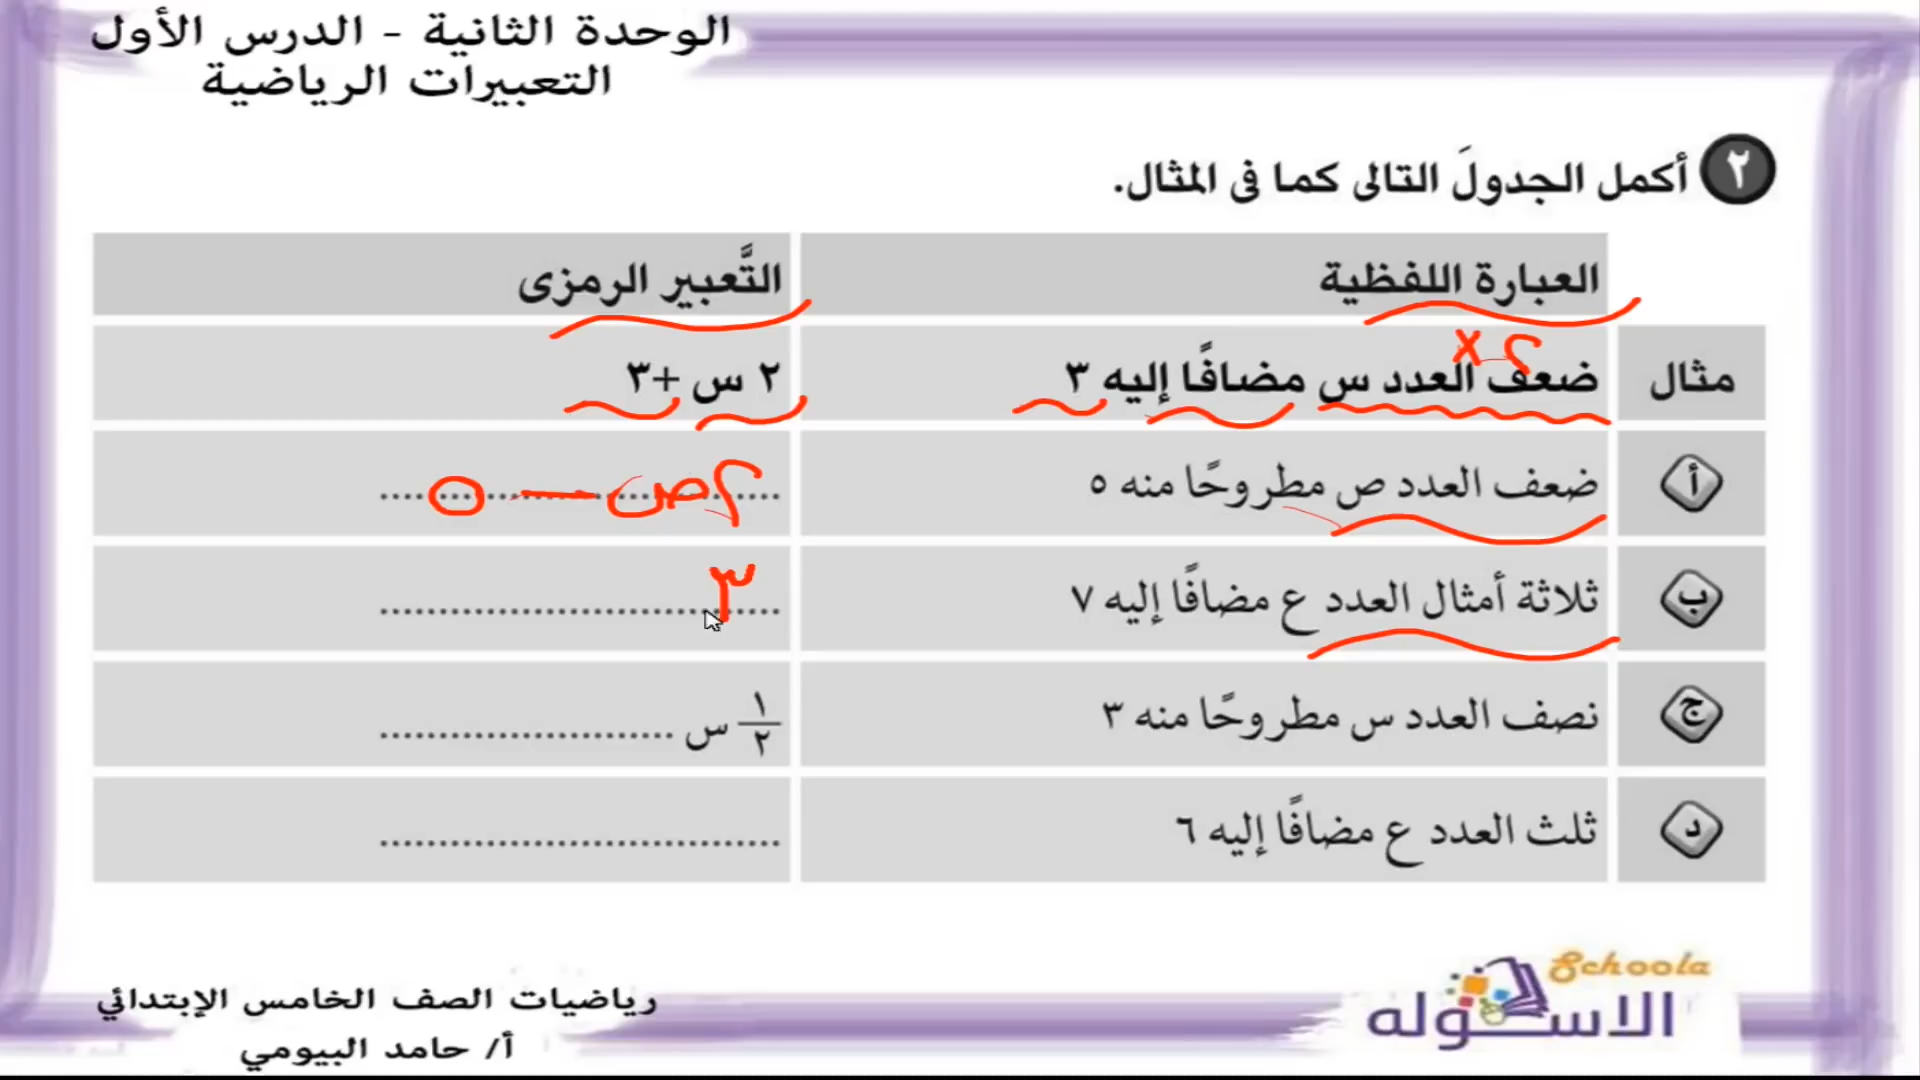 الوحدة الثانية - الدرس الأول
التعبيرات الرياضية
٢ أكمل الجدولَ التالى كما فى المثال.
العبارة اللفظية التَّعبير الرمزى
٢ ×
مثال ضعف العدد س مضافًا إليه ٣ ٢ س +٣
أ ضعف العدد ص مطروحًا منه ٥ ٢ص — ٥
ب ثلاثة أمثال العدد ع مضافًا إليه ٧ ٣
ج نصف العدد س مطروحًا منه ٣ ١/٢ س ........................
د ثلث العدد ع مضافًا إليه ٦ ................................
Schoola
الاسكوله
رياضيات الصف الخامس الإبتدائي
أ/ حامد البيومي